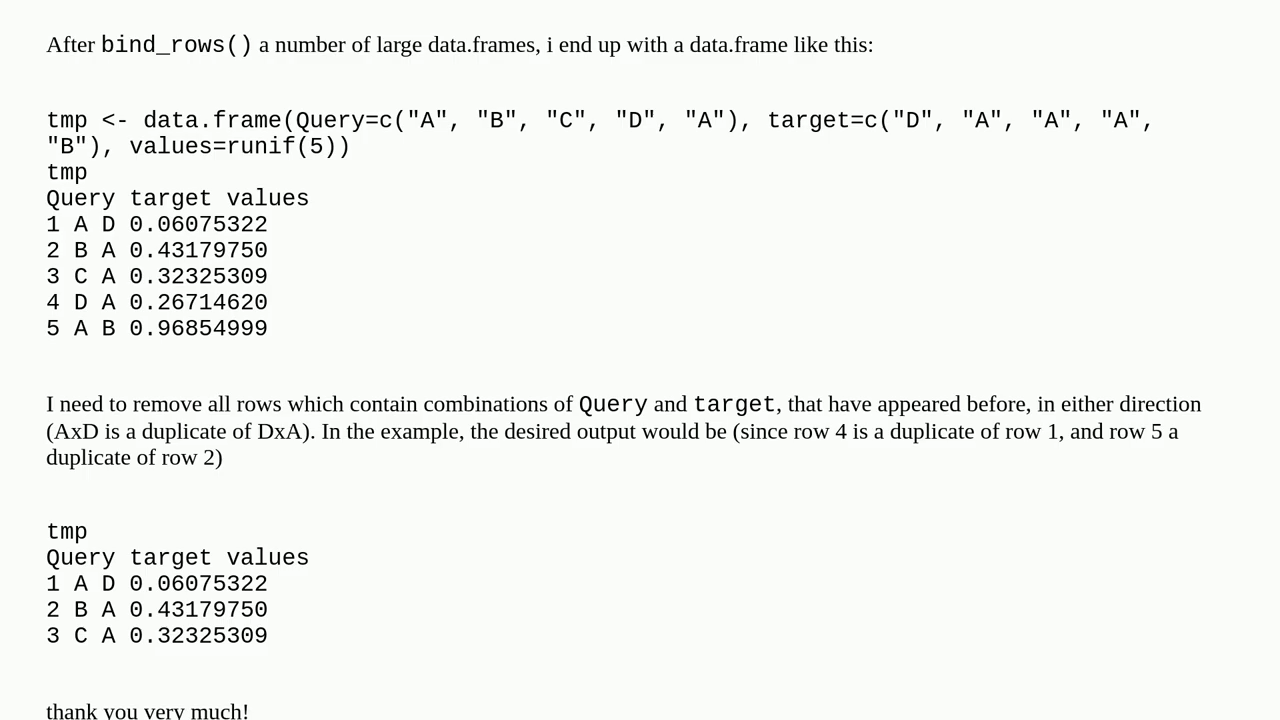 After bind_rows() a number of large data.frames, i end up with a data.frame like this:
tmp <- data.frame(Query=c("A", "B", "C", "D", "A"), target=c("D", "A", "A", "A",
"B"), values=runif(5))
tmp
Query target values
1 A D 0.06075322
2 B A 0.43179750
3 C A 0.32325309
4 D A 0.26714620
5 A B 0.96854999
I need to remove all rows which contain combinations of Query and target, that have appeared before, in either direction
(AxD is a duplicate of DxA). In the example, the desired output would be (since row 4 is a duplicate of row 1, and row 5 a
duplicate of row 2)
tmp
Query target values
1 A D 0.06075322
2 B A 0.43179750
3 C A 0.32325309
thank you very much!